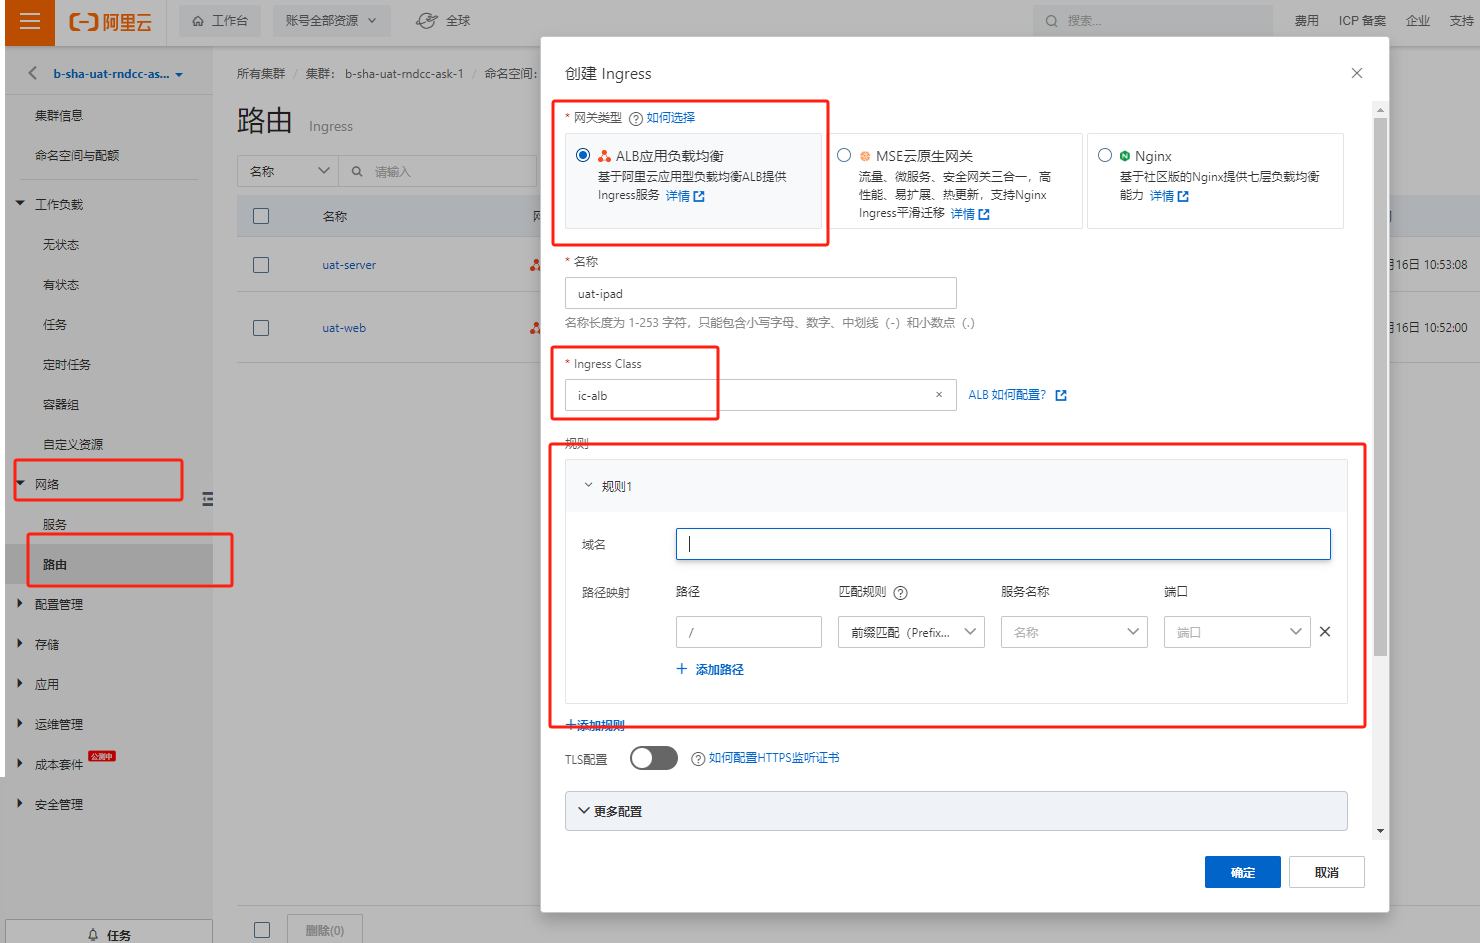 阿里云
工作台
账号全部资源
全球
搜索...
费用
ICP 备案
企业
支持
b-sha-uat-rndcc-as...
集群信息
命名空间与配额
工作负载
无状态
有状态
任务
定时任务
容器组
自定义资源
网络
服务
路由
配置管理
存储
应用
运维管理
成本套件 公测中
安全管理
任务
所有集群 / 集群: b-sha-uat-rndcc-ask-1 / 命名空间:
路由 Ingress
名称 请输入
名称
uat-server
月16日 10:53:08
uat-web
月16日 10:52:00
删除(0)
创建 Ingress
* 网关类型 如何选择
ALB应用负载均衡
基于阿里云应用型负载均衡ALB提供
Ingress服务 详情
MSE云原生网关
流量、微服务、安全网关三合一，高
性能、易扩展、热更新，支持Nginx
Ingress平滑迁移 详情
Nginx
基于社区版的Nginx提供七层负载均衡
能力 详情
* 名称
uat-ipad
名称长度为 1-253 字符，只能包含小写字母、数字、中划线（-）和小数点（.）
* Ingress Class
ic-alb
ALB 如何配置?
规则
规则1
域名
路径映射 路径 匹配规则 服务名称 端口
/ 前缀匹配（Prefix... 名称 端口
+ 添加路径
+添加规则
TLS配置 如何配置HTTPS监听证书
更多配置
确定 取消